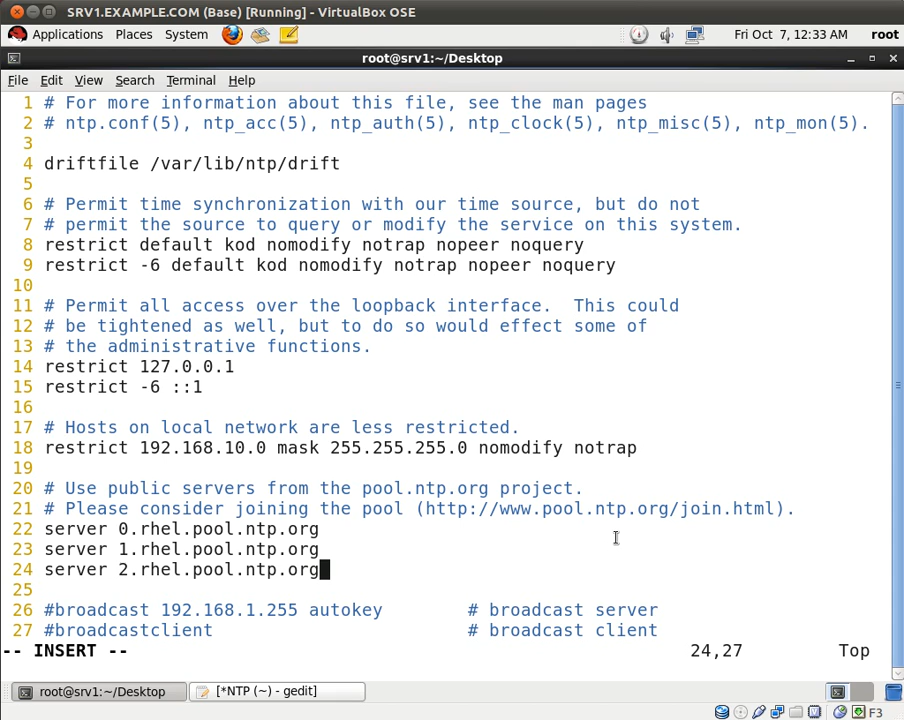 SRV1.EXAMPLE.COM (Base) [Running] - VirtualBox OSE
Applications Places System Fri Oct 7, 12:33 AM root
root@srv1:~/Desktop
File Edit View Search Terminal Help
1 # For more information about this file, see the man pages
2 # ntp.conf(5), ntp_acc(5), ntp_auth(5), ntp_clock(5), ntp_misc(5), ntp_mon(5).
3
4 driftfile /var/lib/ntp/drift
5
6 # Permit time synchronization with our time source, but do not
7 # permit the source to query or modify the service on this system.
8 restrict default kod nomodify notrap nopeer noquery
9 restrict -6 default kod nomodify notrap nopeer noquery
10
11 # Permit all access over the loopback interface.  This could
12 # be tightened as well, but to do so would effect some of
13 # the administrative functions.
14 restrict 127.0.0.1
15 restrict -6 ::1
16
17 # Hosts on local network are less restricted.
18 restrict 192.168.10.0 mask 255.255.255.0 nomodify notrap
19
20 # Use public servers from the pool.ntp.org project.
21 # Please consider joining the pool (http://www.pool.ntp.org/join.html).
22 server 0.rhel.pool.ntp.org
23 server 1.rhel.pool.ntp.org
24 server 2.rhel.pool.ntp.org
25
26 #broadcast 192.168.1.255 autokey        # broadcast server
27 #broadcastclient                        # broadcast client
-- INSERT -- 24,27 Top
root@srv1:~/Desktop [*NTP (~) - gedit]
F3